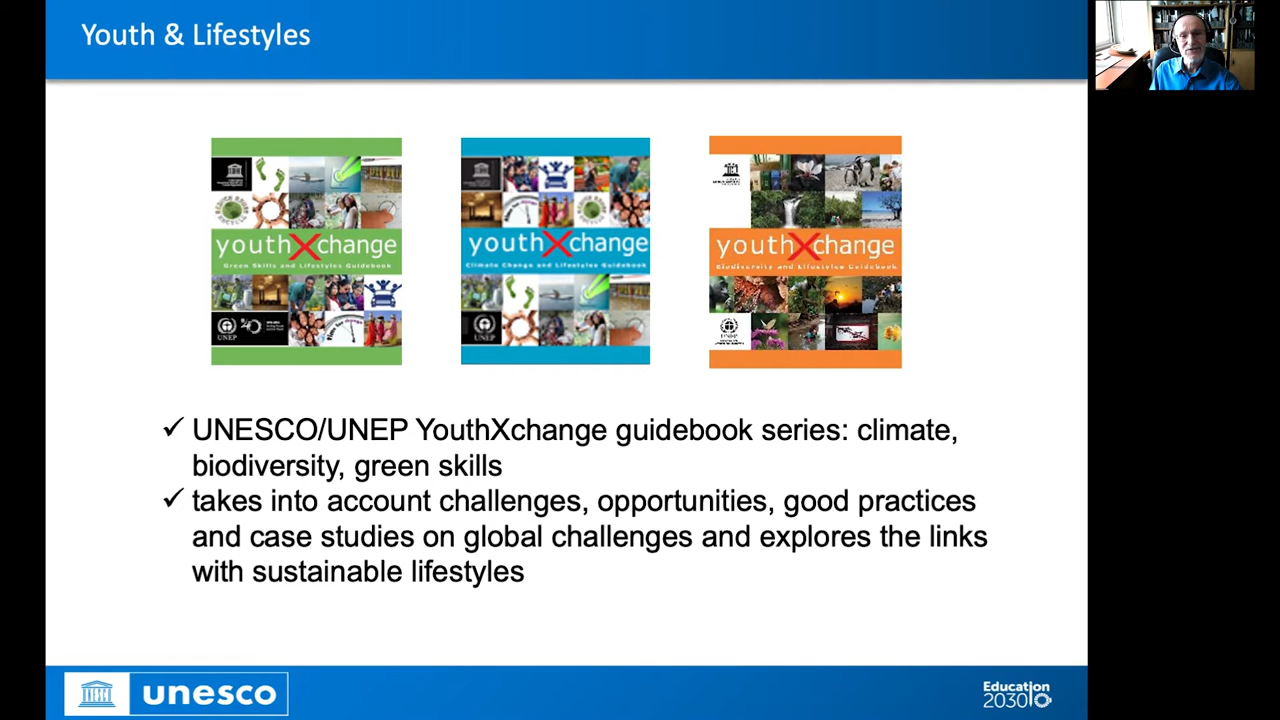 Youth & Lifestyles
youthXchange
Green Skills and Lifestyles Guidebook
UNEP
youthXchange
Climate Change and Lifestyles Guidebook
UNEP
youthXchange
Biodiversity and Lifestyles Guidebook
UNEP
✓ UNESCO/UNEP YouthXchange guidebook series: climate,
biodiversity, green skills
✓ takes into account challenges, opportunities, good practices
and case studies on global challenges and explores the links
with sustainable lifestyles
unesco
Education
2030